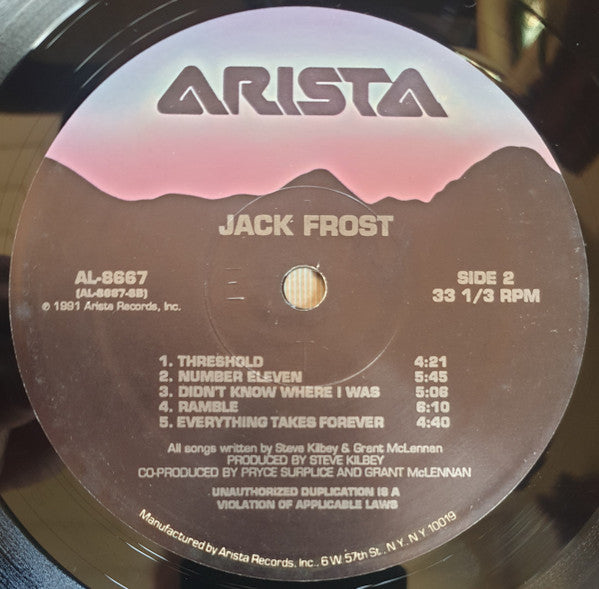 ARISTA
JACK FROST
AL-8667
(AL-8667-SB)
℗ 1991 Arista Records, Inc.
SIDE 2
33 1/3 RPM
1. THRESHOLD 4:21
2. NUMBER ELEVEN 5:45
3. DIDN'T KNOW WHERE I WAS 5:06
4. RAMBLE 6:10
5. EVERYTHING TAKES FOREVER 4:40
All songs written by Steve Kilbey & Grant McLennan
PRODUCED BY STEVE KILBEY
CO-PRODUCED BY PRYCE SURPLICE AND GRANT McLENNAN
UNAUTHORIZED DUPLICATION IS A
VIOLATION OF APPLICABLE LAWS
Manufactured by Arista Records, Inc., 6 W. 57th St., N.Y. N.Y. 10019